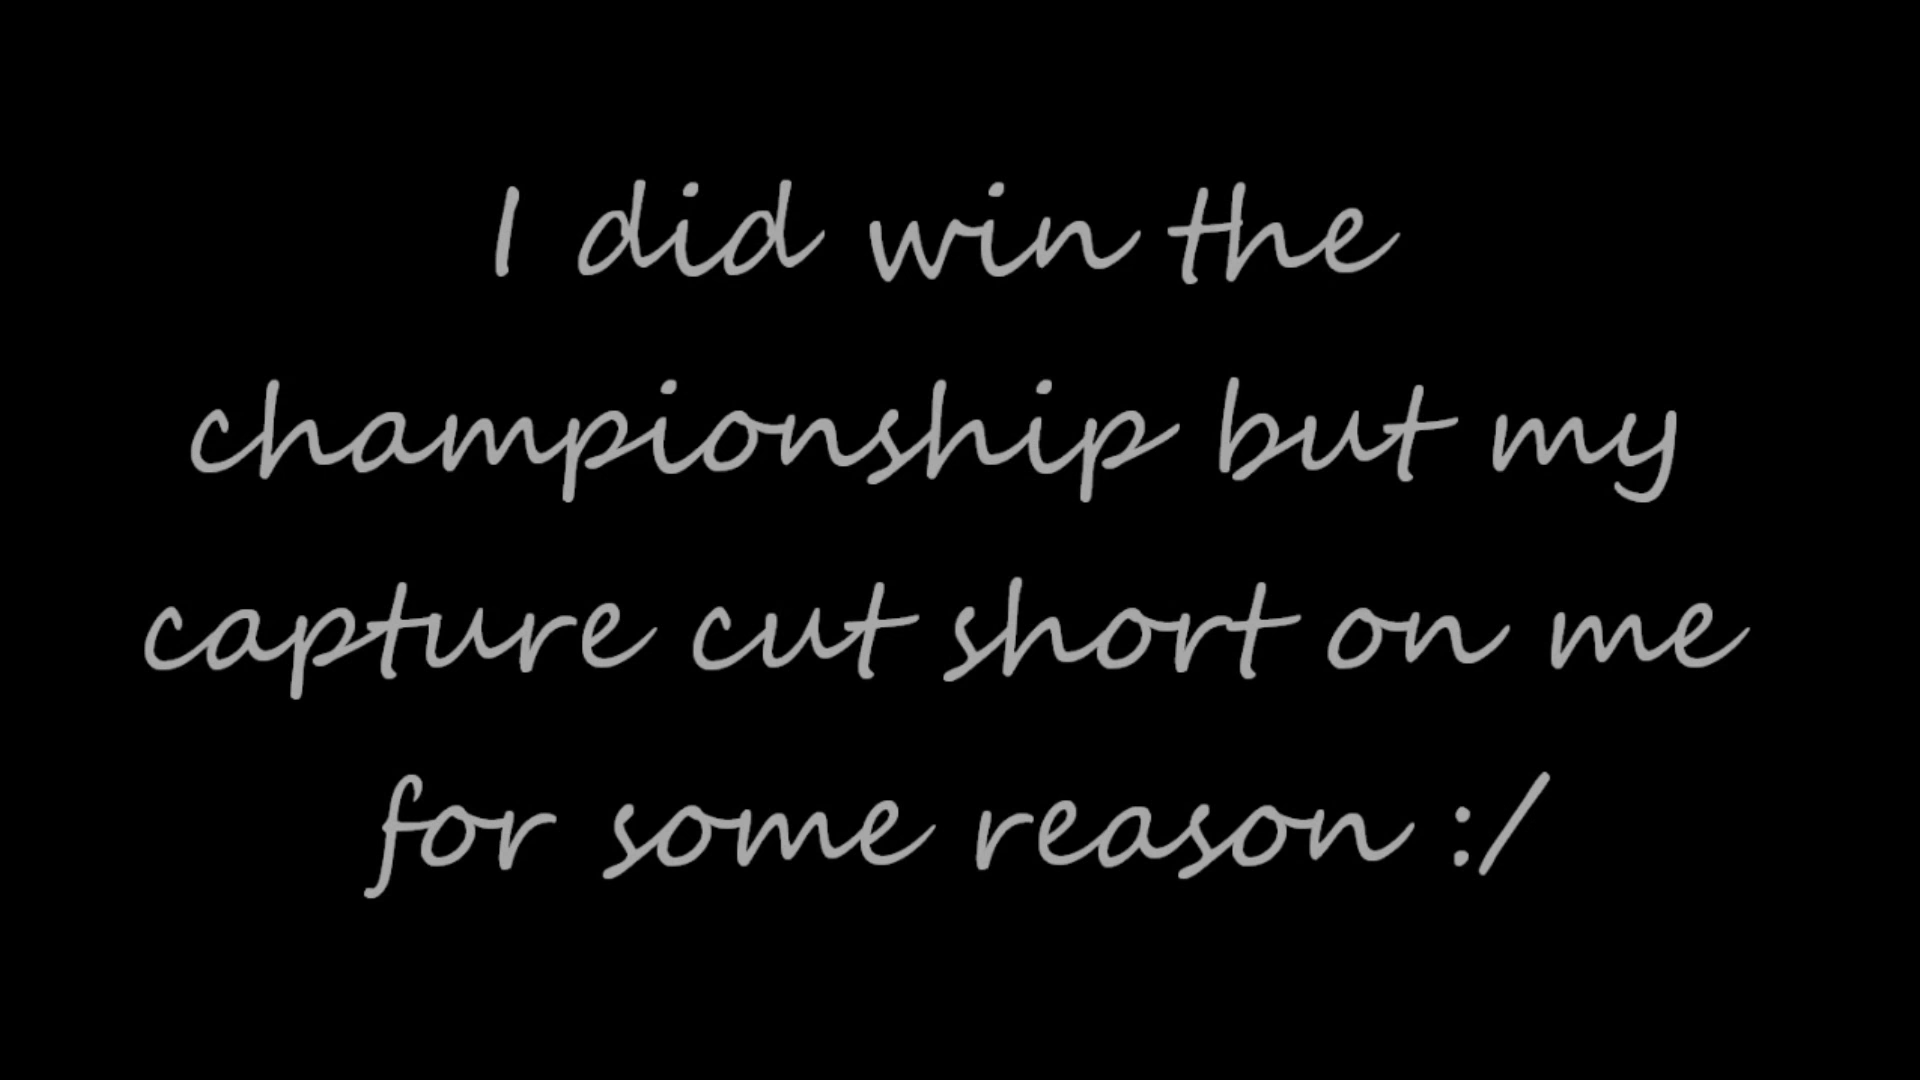 I did win the
championship but my
capture cut short on me
for some reason :/